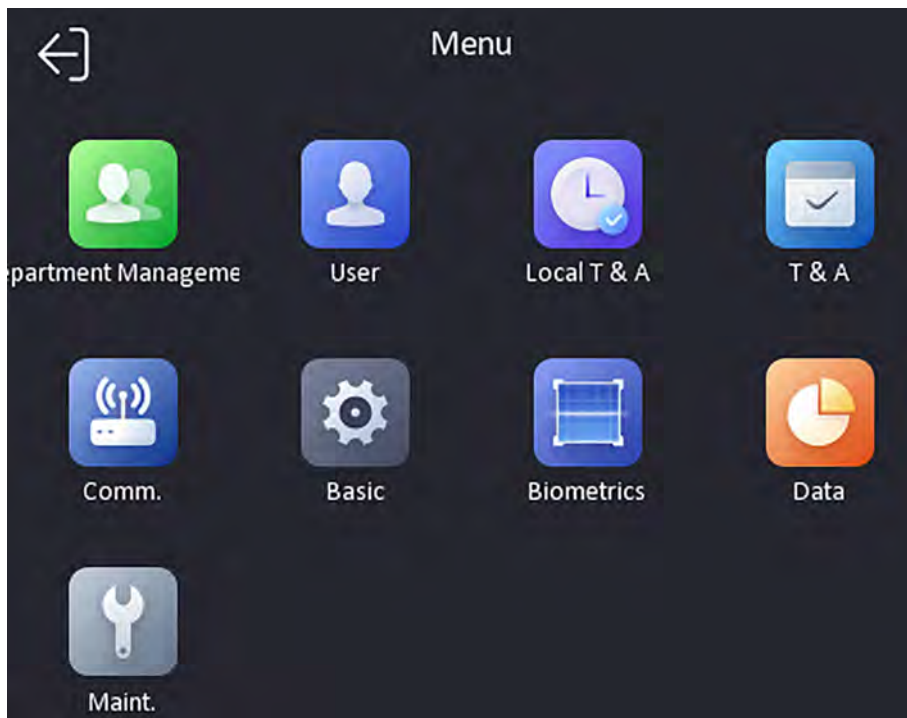 Menu
epartment Manageme
User
Local T & A
T & A
Comm.
Basic
Biometrics
Data
Maint.